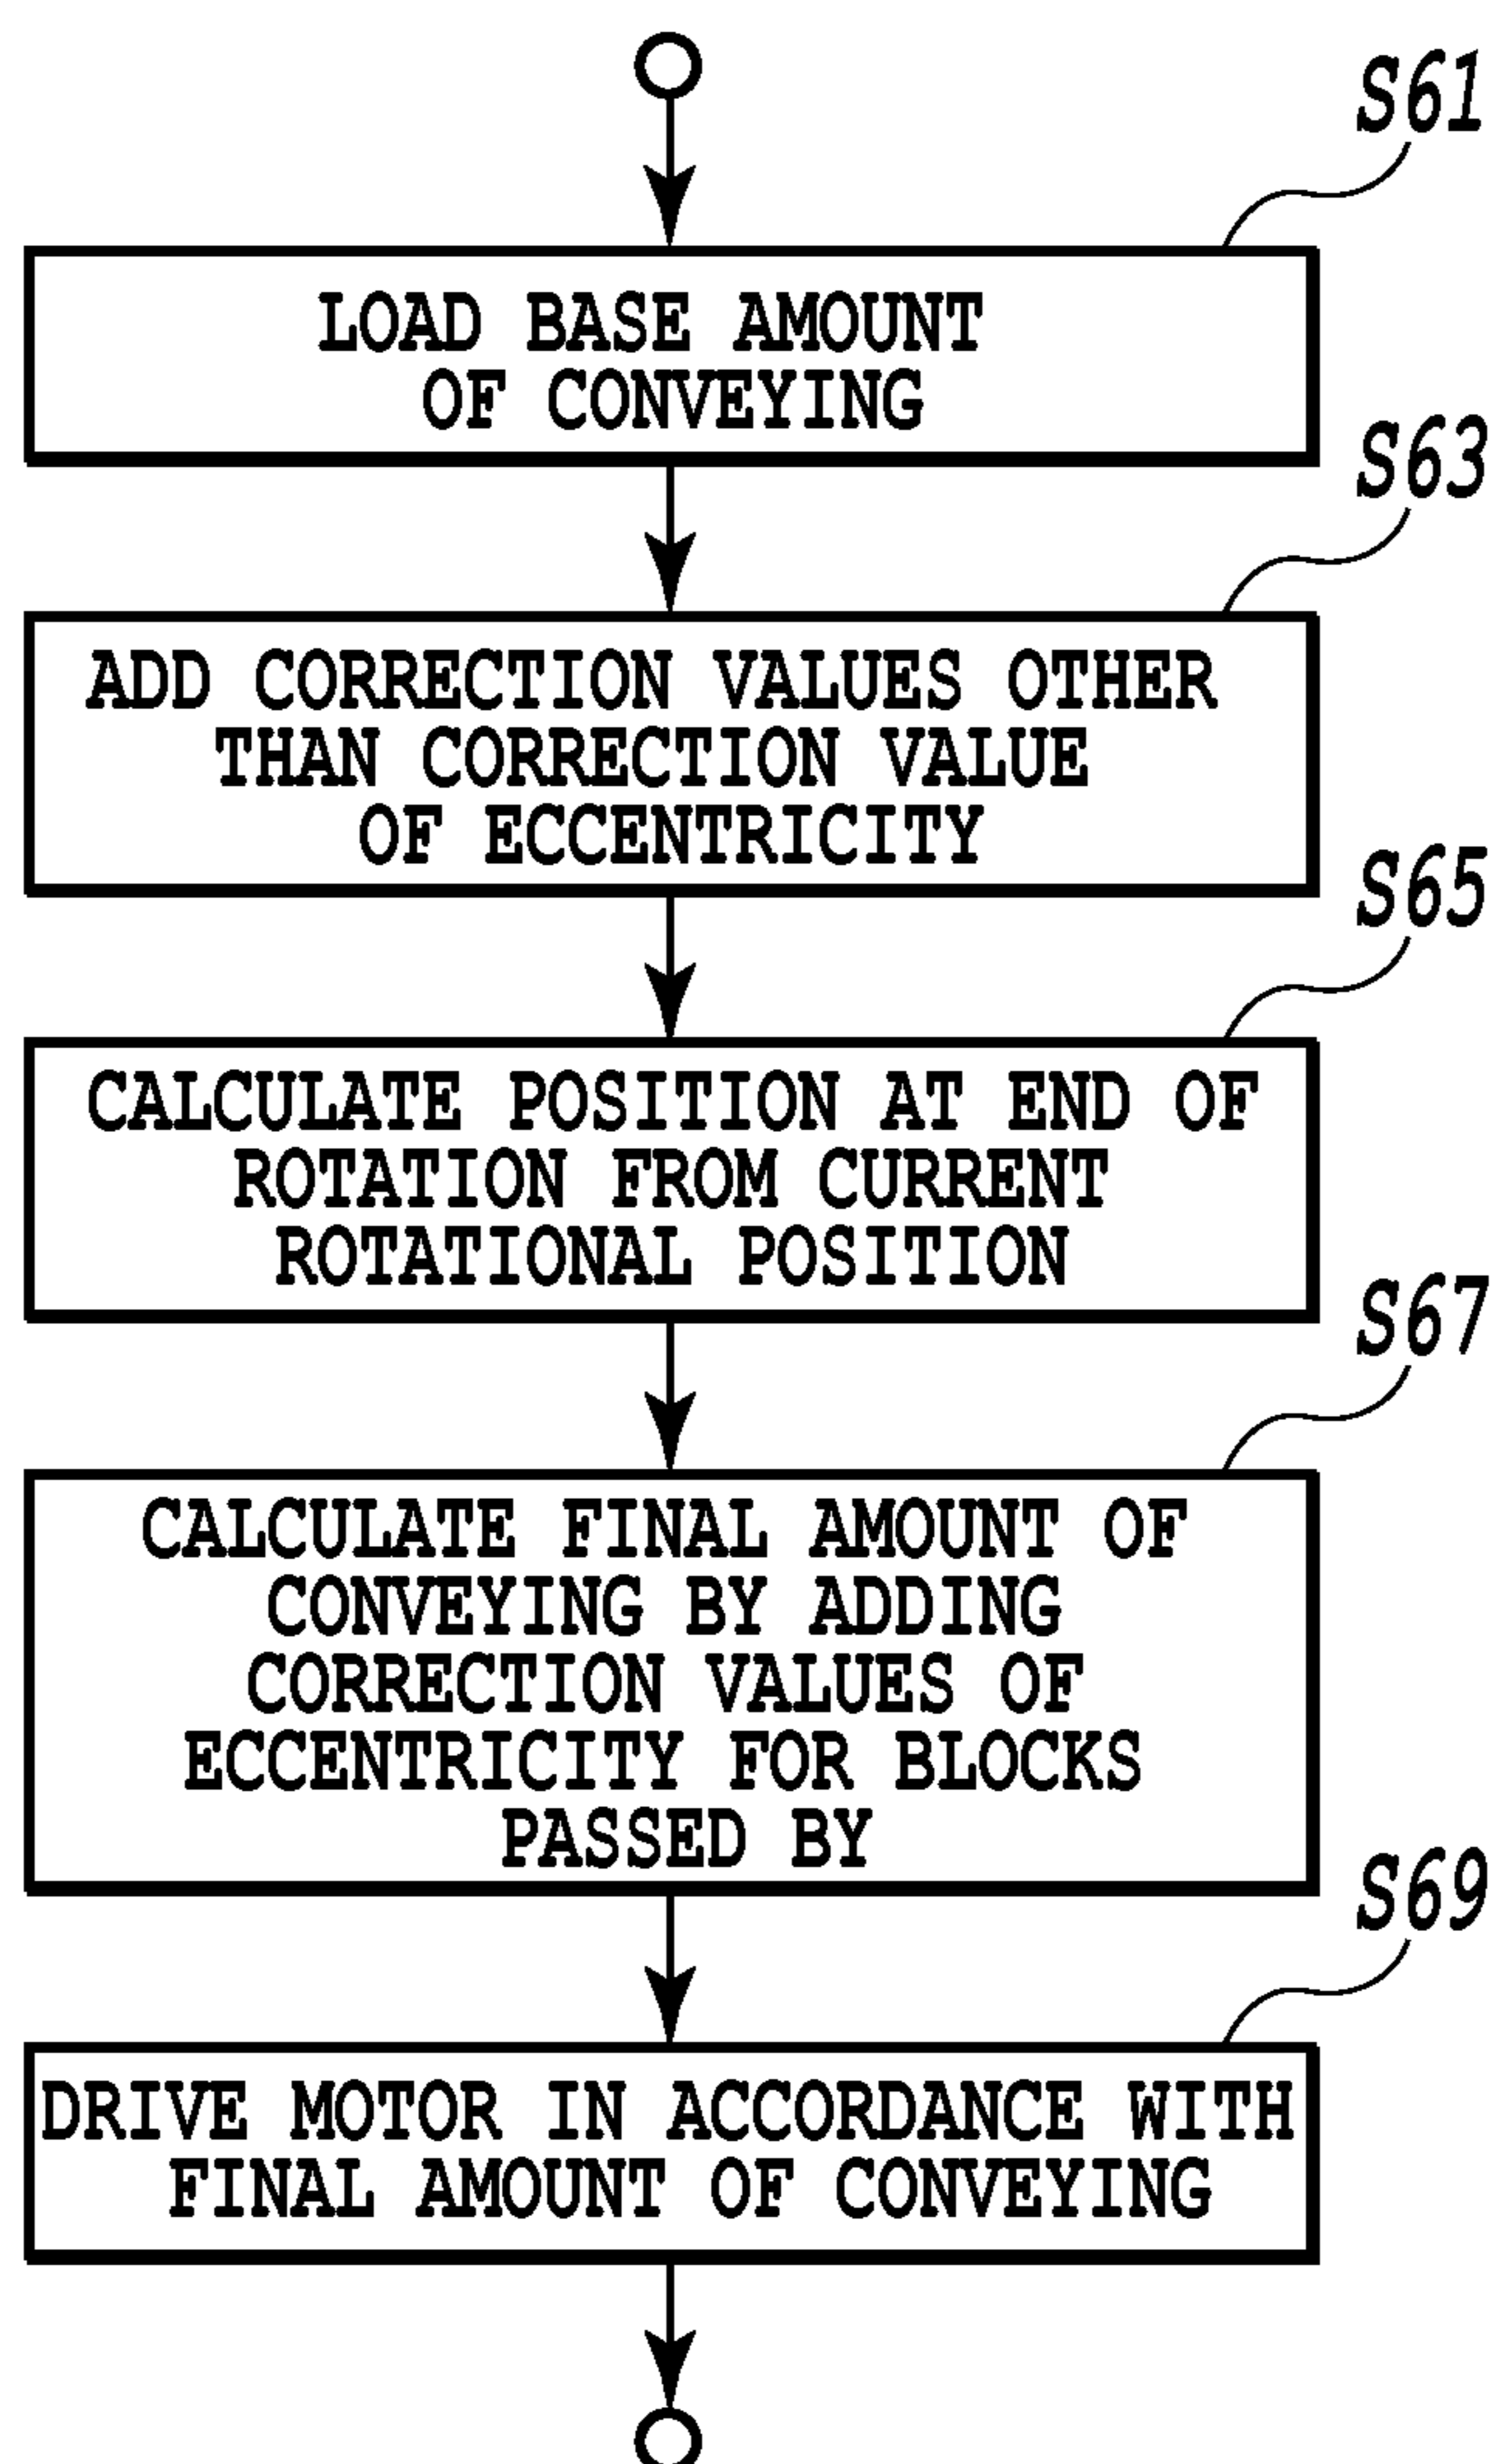 S61
LOAD BASE AMOUNT
OF CONVEYING
S63
ADD CORRECTION VALUES OTHER
THAN CORRECTION VALUE
OF ECCENTRICITY
S65
CALCULATE POSITION AT END OF
ROTATION FROM CURRENT
ROTATIONAL POSITION
S67
CALCULATE FINAL AMOUNT OF
CONVEYING BY ADDING
CORRECTION VALUES OF
ECCENTRICITY FOR BLOCKS
PASSED BY
S69
DRIVE MOTOR IN ACCORDANCE WITH
FINAL AMOUNT OF CONVEYING